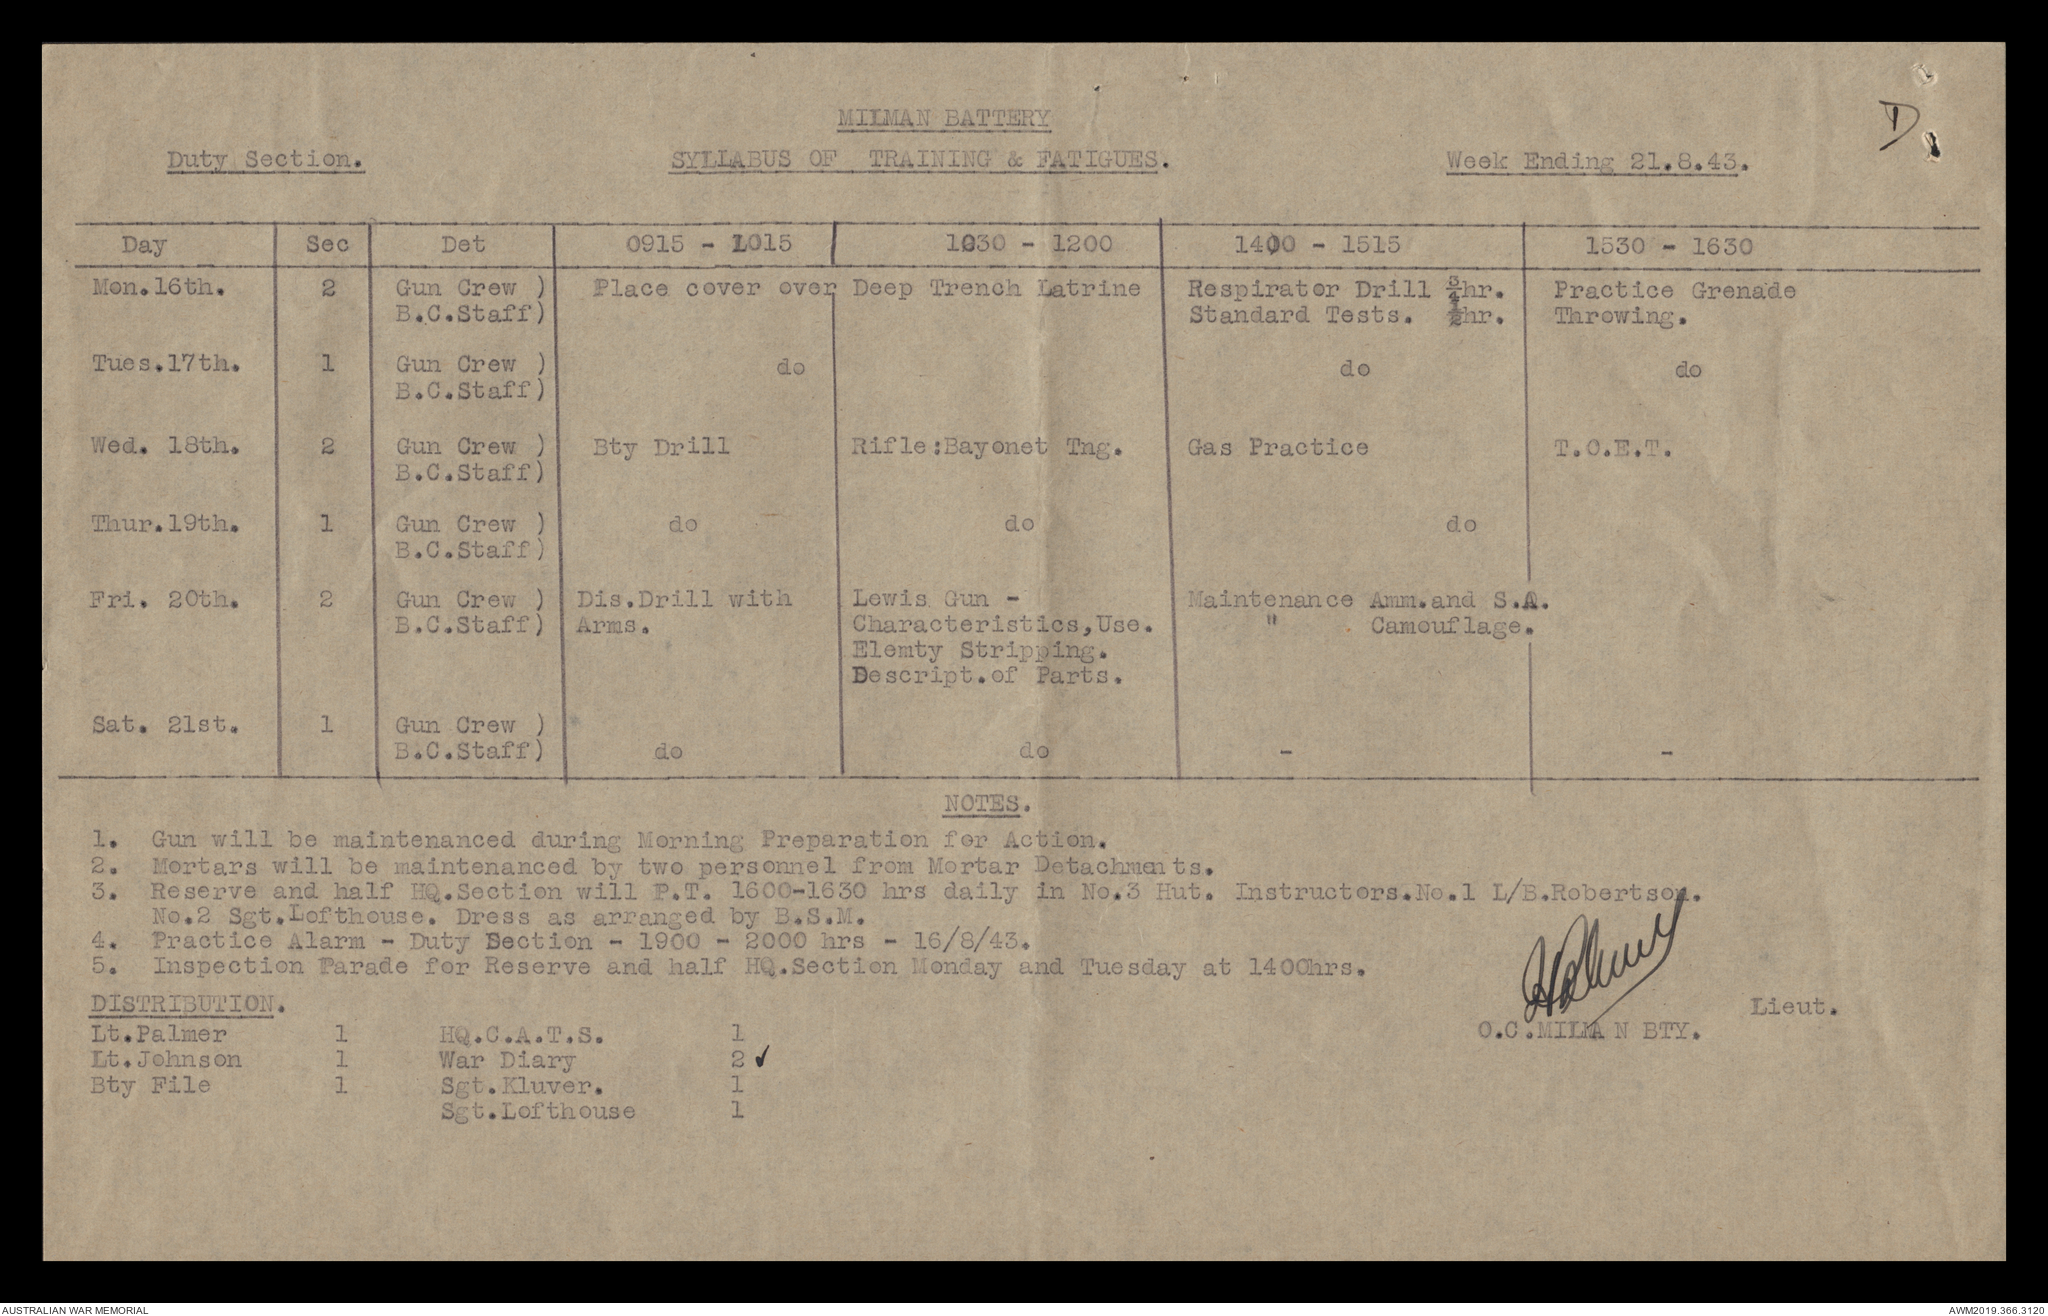 MILMAN BATTERY
Duty Section. SYLLABUS OF TRAINING & FATIGUES. Week Ending 21.8.43.
D
Day Sec Det 0915 - 1015 1030 - 1200 1400 - 1515 1530 - 1630
Mon.16th. 2 Gun Crew ) Place cover over Deep Trench Latrine Respirator Drill ¾hr. Practice Grenade
B.C.Staff) Standard Tests. ½hr. Throwing.
Tues.17th. 1 Gun Crew ) do do do
B.C.Staff)
Wed. 18th. 2 Gun Crew ) Bty Drill Rifle:Bayonet Tng. Gas Practice T.O.E.T.
B.C.Staff)
Thur.19th. 1 Gun Crew ) do do do
B.C.Staff)
Fri. 20th. 2 Gun Crew ) Dis.Drill with Lewis Gun - Maintenance Amm.and S.A.
B.C.Staff) Arms. Characteristics,Use. " Camouflage.
Elemty Stripping.
Descript.of Parts.
Sat. 21st. 1 Gun Crew )
B.C.Staff) do do - -
NOTES.
1. Gun will be maintenanced during Morning Preparation for Action.
2. Mortars will be maintenanced by two personnel from Mortar Detachments.
3. Reserve and half HQ.Section will P.T. 1600-1630 hrs daily in No.3 Hut. Instructors.No.1 L/B.Robertson.
No.2 Sgt.Lofthouse. Dress as arranged by B.S.M.
4. Practice Alarm - Duty Section - 1900 - 2000 hrs - 16/8/43.
5. Inspection Parade for Reserve and half HQ.Section Monday and Tuesday at 1400hrs.
DISTRIBUTION.
Lieut.
Lt.Palmer 1 HQ.C.A.T.S. 1 O.C.MILMAN BTY.
Lt.Johnson 1 War Diary 2 ✓
Bty File 1 Sgt.Kluver. 1
Sgt.Lofthouse 1
AUSTRALIAN WAR MEMORIAL AWM2019.366.3120